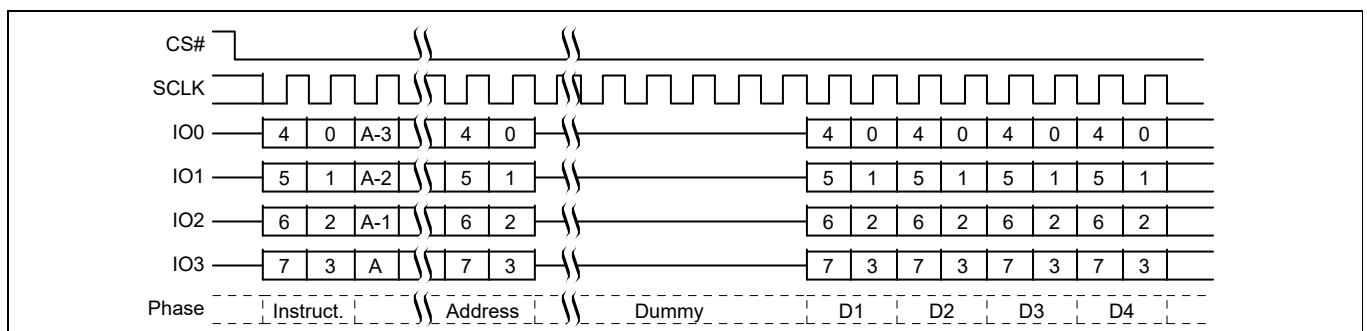 CS#
SCLK
IO0 4 0 A-3 4 0 4 0 4 0 4 0 4 0
IO1 5 1 A-2 5 1 5 1 5 1 5 1 5 1
IO2 6 2 A-1 6 2 6 2 6 2 6 2 6 2
IO3 7 3 A 7 3 7 3 7 3 7 3 7 3
Phase Instruct. Address Dummy D1 D2 D3 D4